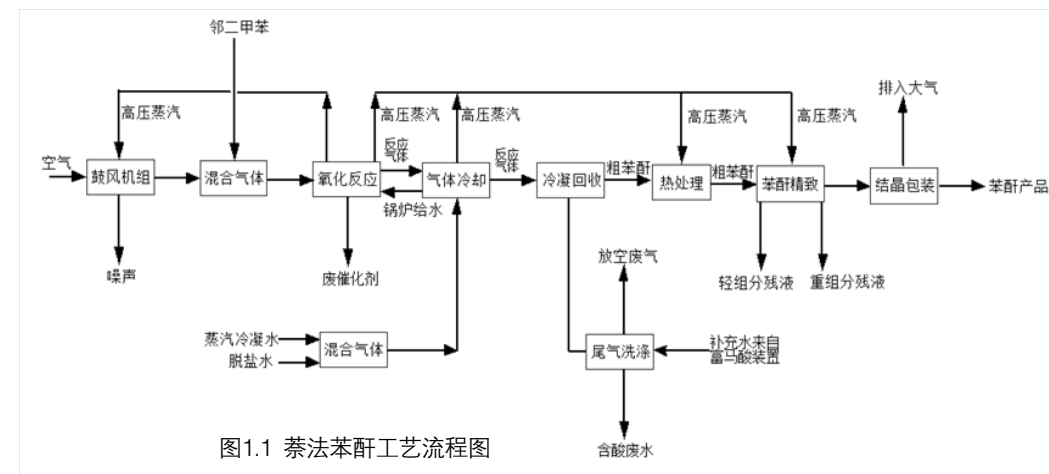 邻二甲苯
排入大气
高压蒸汽
高压蒸汽
高压蒸汽
高压蒸汽
高压蒸汽
空气
鼓风机组
混合气体
氧化反应
反应
气体
气体冷却
反应
气体
冷凝回收
粗苯酐
热处理
粗苯酐
苯酐精致
结晶包装
苯酐产品
锅炉给水
噪声
废催化剂
放空废气
轻组分残液
重组分残液
蒸汽冷凝水
脱盐水
混合气体
尾气洗涤
补充水来自
富马酸装置
含酸废水
图1.1 萘法苯酐工艺流程图